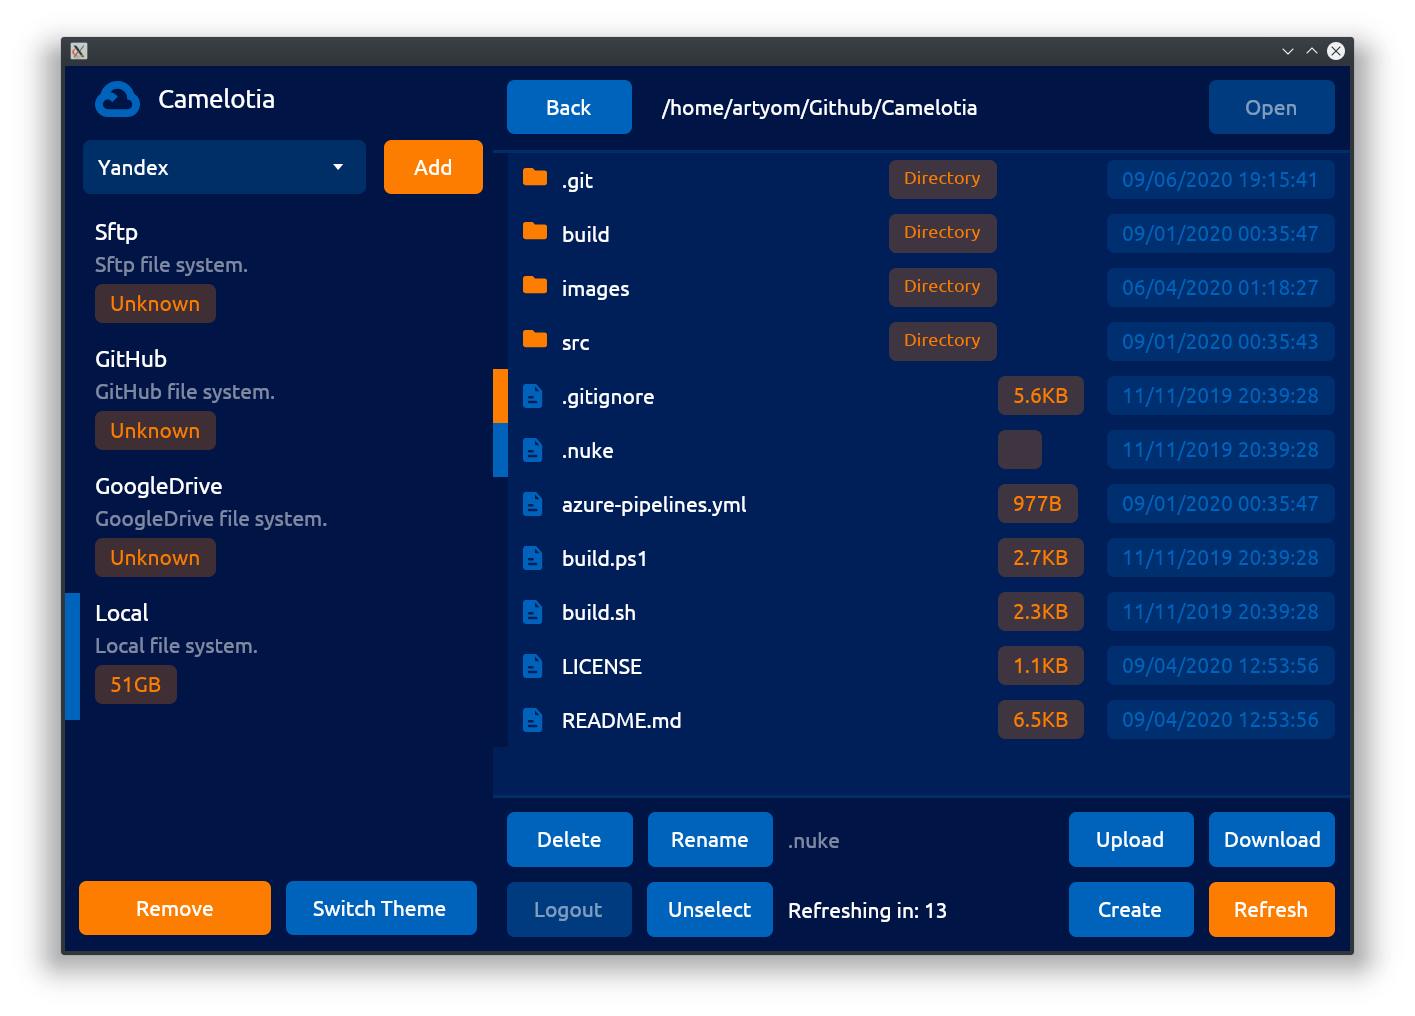 Camelotia
Yandex
Add
Sftp
Sftp file system.
Unknown
GitHub
GitHub file system.
Unknown
GoogleDrive
GoogleDrive file system.
Unknown
Local
Local file system.
51GB
Remove
Switch Theme
Back
/home/artyom/Github/Camelotia
Open
.git Directory 09/06/2020 19:15:41
build Directory 09/01/2020 00:35:47
images Directory 06/04/2020 01:18:27
src Directory 09/01/2020 00:35:43
.gitignore 5.6KB 11/11/2019 20:39:28
.nuke 11/11/2019 20:39:28
azure-pipelines.yml 977B 09/01/2020 00:35:47
build.ps1 2.7KB 11/11/2019 20:39:28
build.sh 2.3KB 11/11/2019 20:39:28
LICENSE 1.1KB 09/04/2020 12:53:56
README.md 6.5KB 09/04/2020 12:53:56
Delete Rename .nuke Upload Download
Logout Unselect Refreshing in: 13 Create Refresh